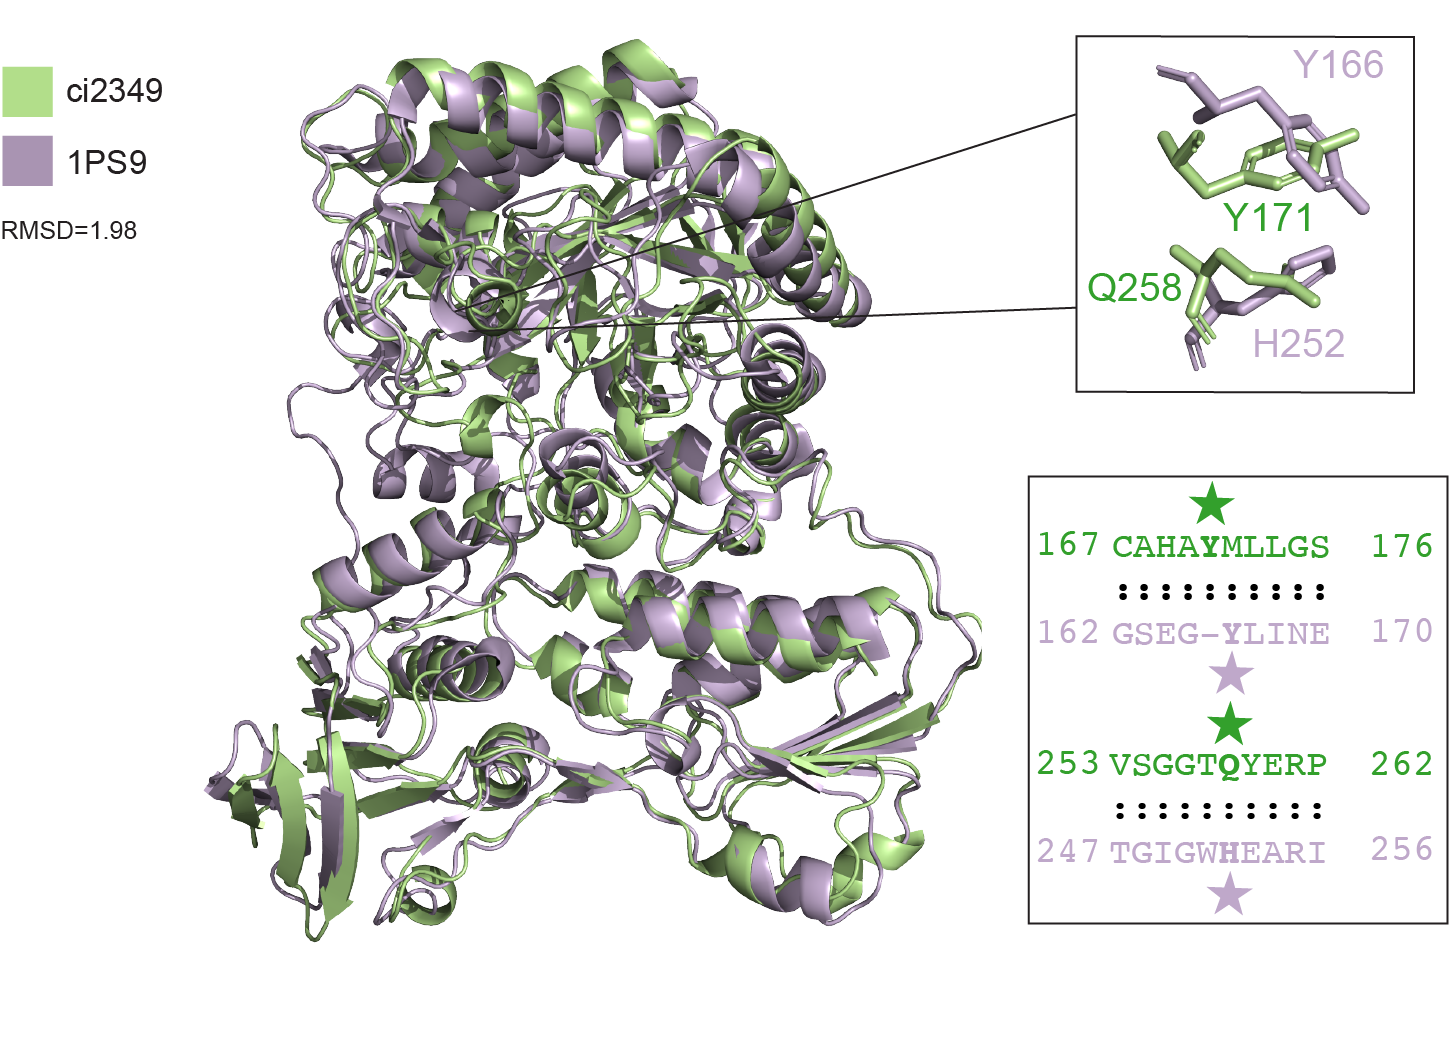 ci2349
1PS9
RMSD=1.98
Y166
Y171
Q258
H252
167 CAHAYMLLGS 176
::::::::::
162 GSEG-YLINE 170
253 VSGGTQYERP 262
::::::::::
247 TGIGWHEARI 256